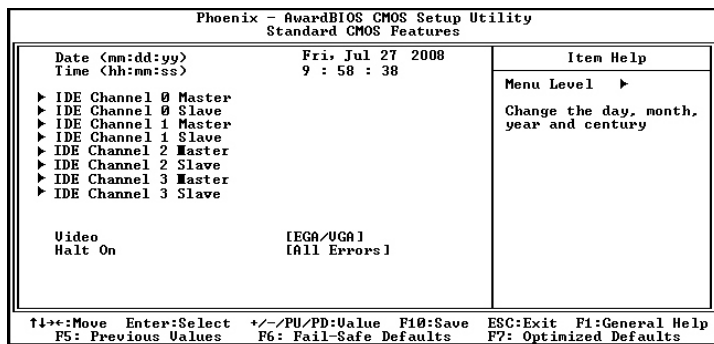 Phoenix - AwardBIOS CMOS Setup Utility
Standard CMOS Features
Date (mm:dd:yy) Fri, Jul 27 2008
Time (hh:mm:ss) 9 : 58 : 38
► IDE Channel 0 Master
► IDE Channel 0 Slave
► IDE Channel 1 Master
► IDE Channel 1 Slave
► IDE Channel 2 Master
► IDE Channel 2 Slave
► IDE Channel 3 Master
► IDE Channel 3 Slave
Video [EGA/VGA]
Halt On [All Errors]
Item Help
Menu Level ►
Change the day, month,
year and century
↑↓→←:Move Enter:Select +/-/PU/PD:Value F10:Save ESC:Exit F1:General Help
F5: Previous Values F6: Fail-Safe Defaults F7: Optimized Defaults